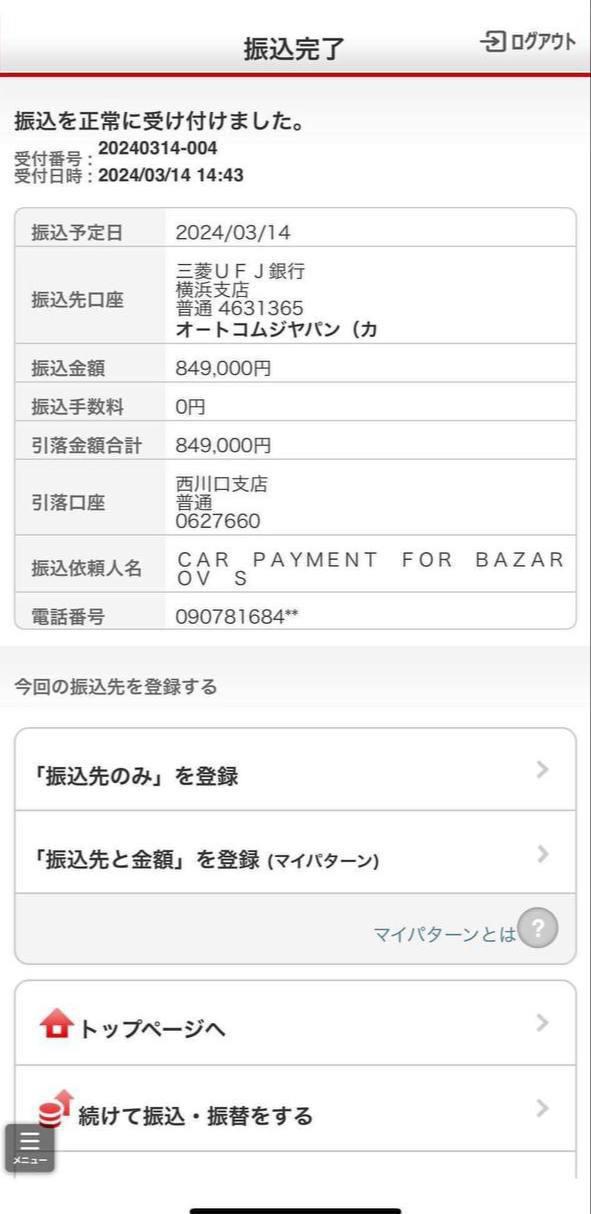 振込完了
ログアウト
振込を正常に受け付けました。
受付番号： 20240314-004
受付日時： 2024/03/14 14:43
振込予定日 2024/03/14
振込先口座
三菱ＵＦＪ銀行
横浜支店
普通 4631365
オートコムジヤパン（カ
振込金額 849,000円
振込手数料 0円
引落金額合計 849,000円
引落口座
西川口支店
普通
0627660
振込依頼人名
ＣＡＲ　ＰＡＹＭＥＮＴ　ＦＯＲ　ＢＡＺＡＲ
ＯＶ　Ｓ
電話番号 090781684**
今回の振込先を登録する
「振込先のみ」を登録
「振込先と金額」を登録 (マイパターン)
マイパターンとは ?
トップページへ
続けて振込・振替をする
メニュー